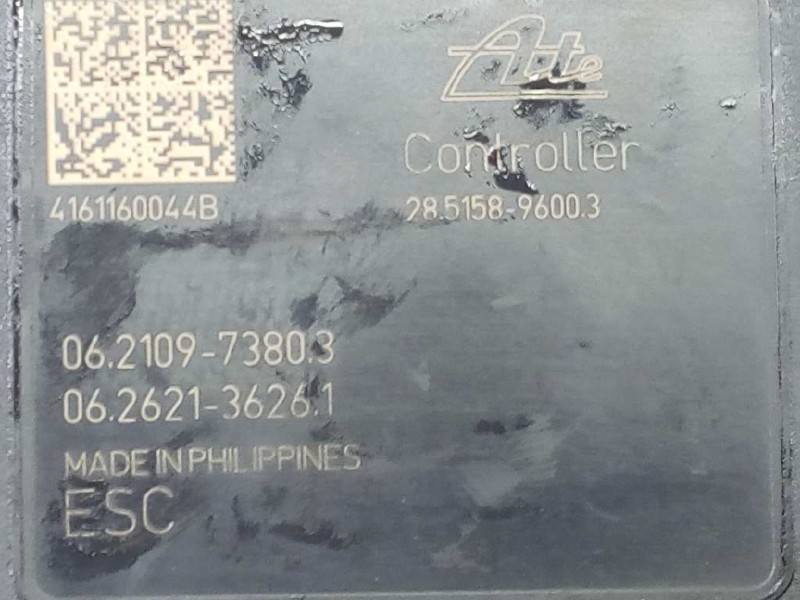 Ate
Controller
4161160044B
28.5158-9600.3
06.2109-7380.3
06.2621-3626.1
MADE IN PHILIPPINES
ESC